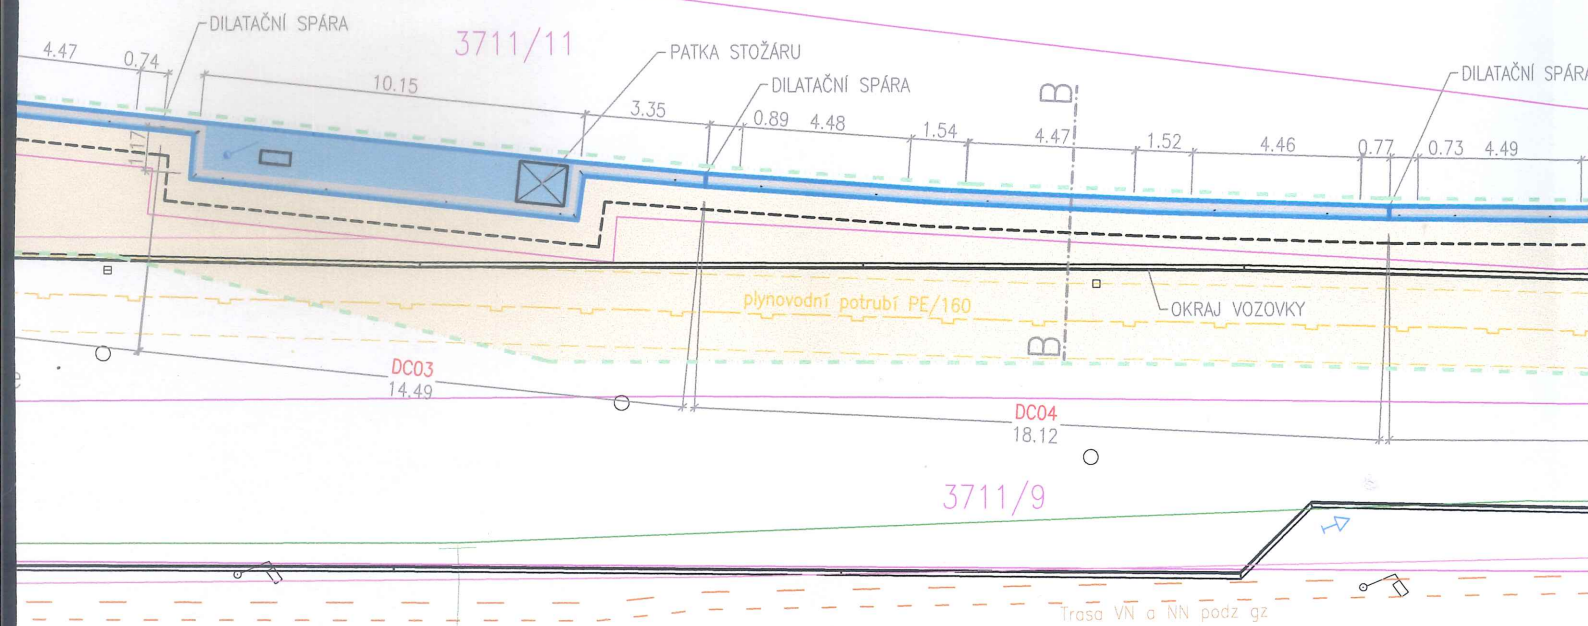 DILATAČNÍ SPÁRA
3711/11
PATKA STOŽÁRU
DILATAČNÍ SPÁRA
B
DILATAČNÍ SPÁRA
4.47
0.74
10.15
3.35
0.89
4.48
1.54
4.47
1.52
4.46
0.77
0.73
4.49
1.17
plynovodní potrubí PE/160
OKRAJ VOZOVKY
B
DC03
14.49
DC04
18.12
3711/9
Trasa VN a NN podz gz